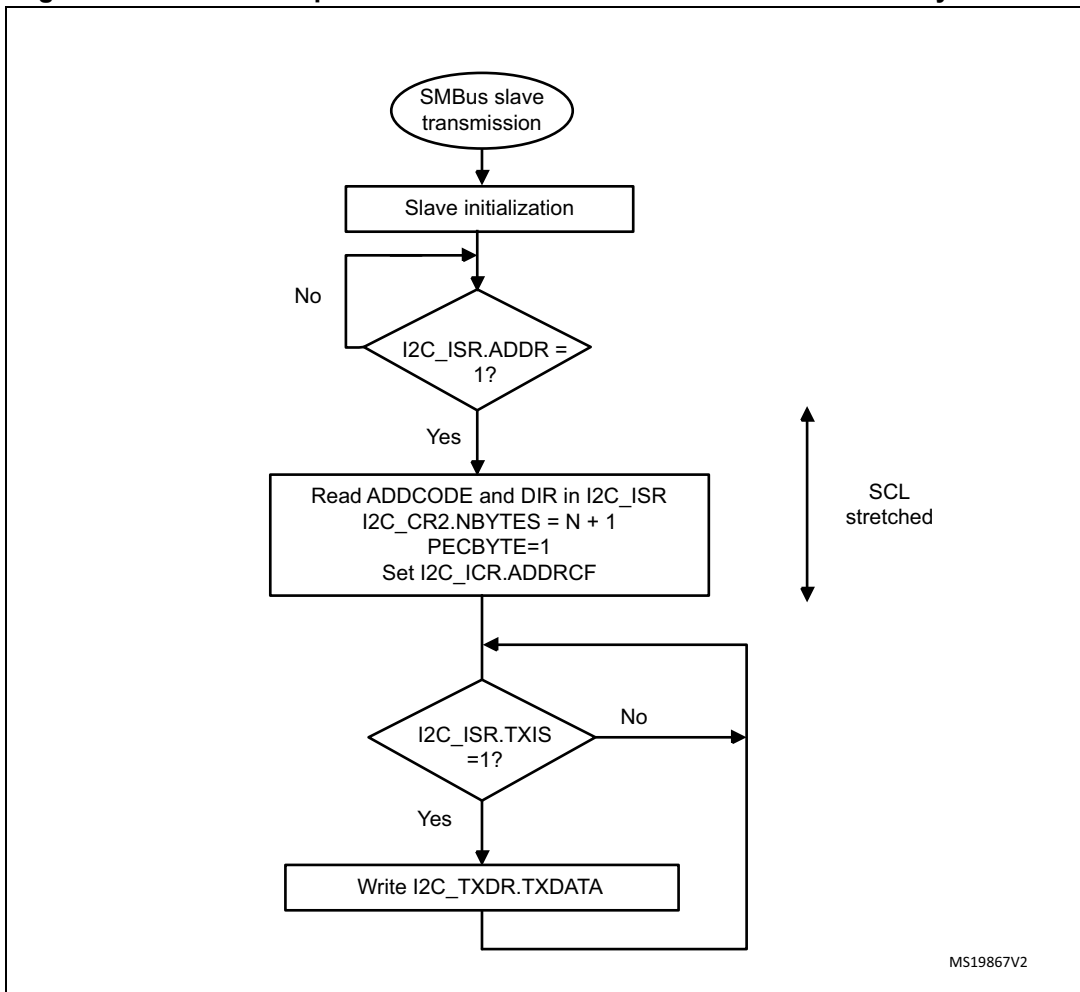 SMBus slave
transmission
Slave initialization
No
I2C_ISR.ADDR =
1?
Yes
Read ADDCODE and DIR in I2C_ISR
I2C_CR2.NBYTES = N + 1
PECBYTE=1
Set I2C_ICR.ADDRCF
SCL
stretched
I2C_ISR.TXIS
=1?
No
Yes
Write I2C_TXDR.TXDATA
MS19867V2